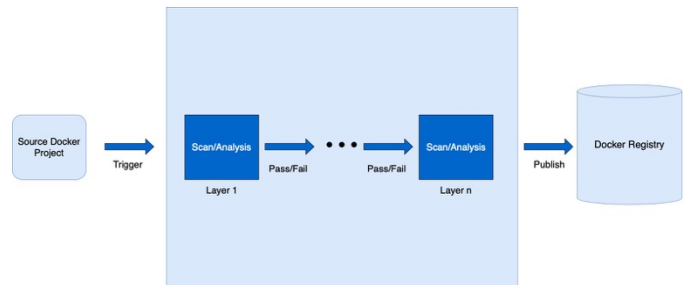 Source Docker
Project
Trigger
Scan/Analysis
Layer 1
Pass/Fail
Pass/Fail
Scan/Analysis
Layer n
Publish
Docker Registry